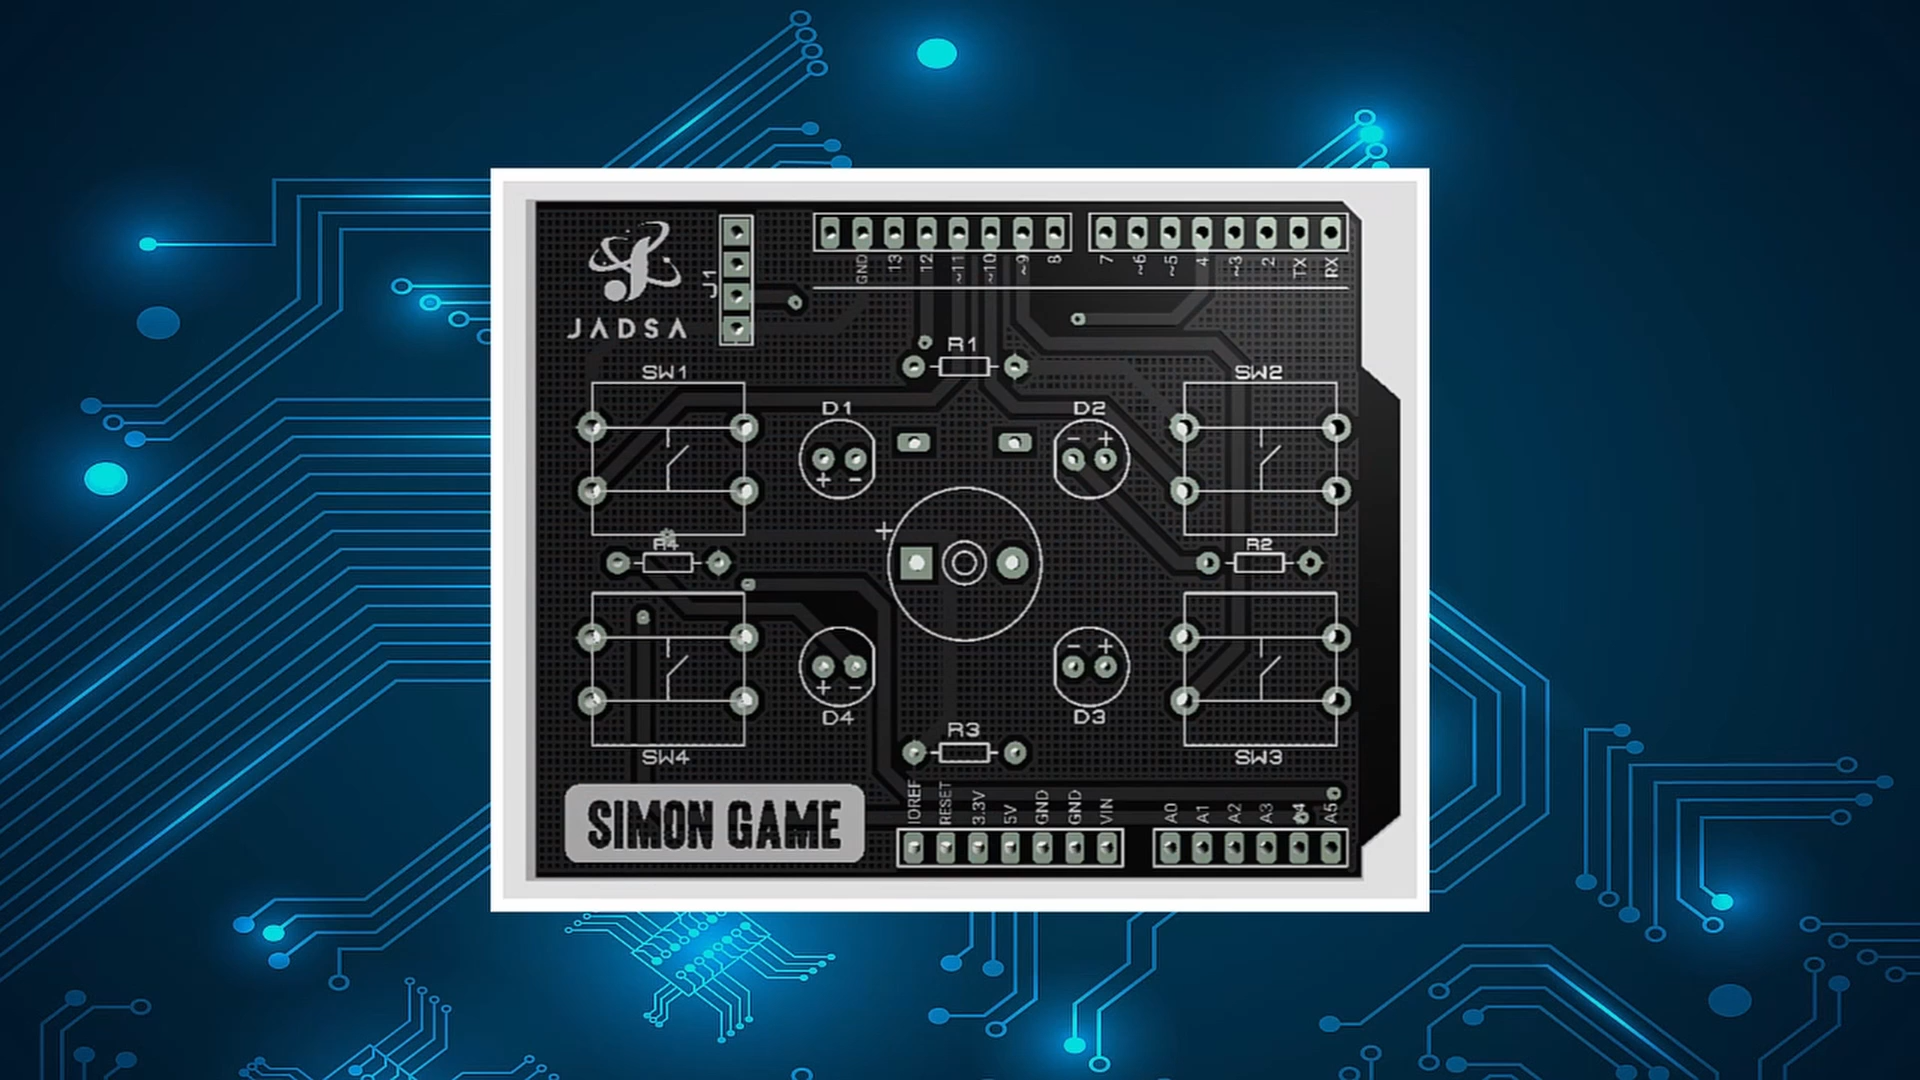 JADSA
J1
GND 13 12 ~11 ~10 ~9 8 7 ~6 ~5 4 ~3 2 TX RX
R1
SW1
SW2
D1
D2
+ -
- +
+
R4
R2
- +
+ -
D4
D3
R3
SW4
SW3
SIMON GAME
IOREF RESET 3.3V 5V GND GND VIN A0 A1 A2 A3 A4 A5